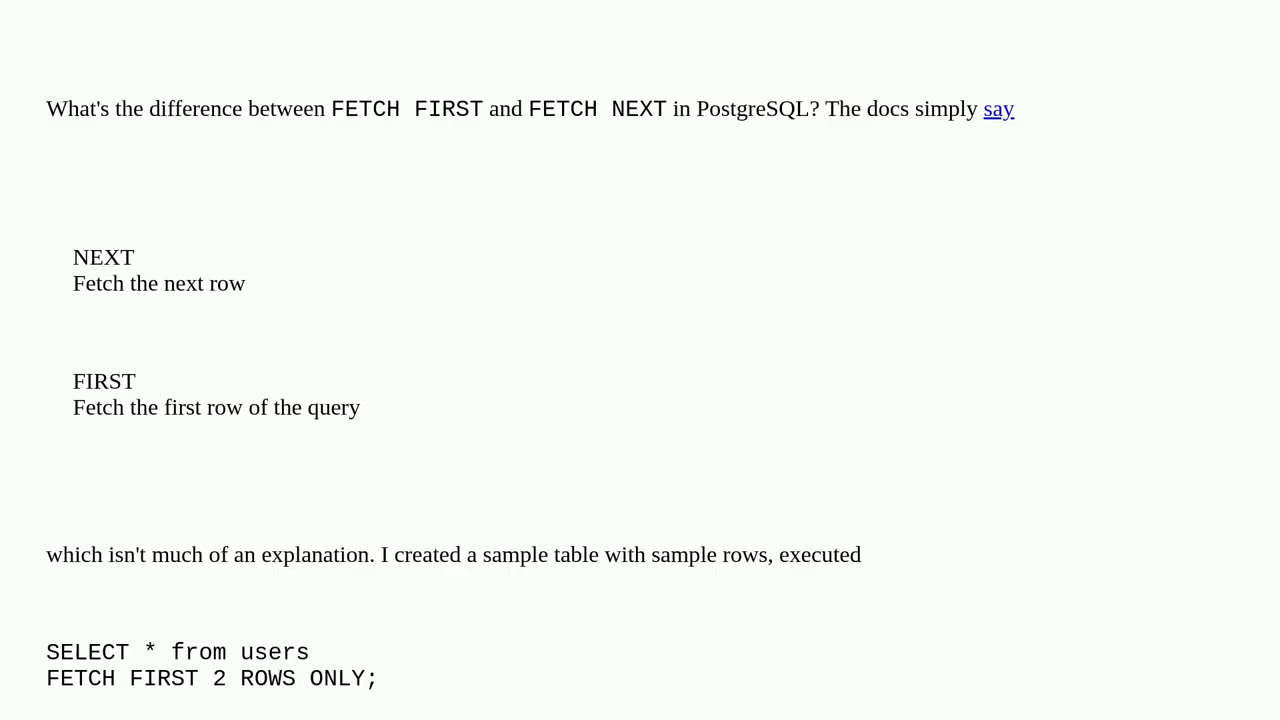 What's the difference between FETCH FIRST and FETCH NEXT in PostgreSQL? The docs simply say
NEXT
Fetch the next row
FIRST
Fetch the first row of the query
which isn't much of an explanation. I created a sample table with sample rows, executed
SELECT * from users
FETCH FIRST 2 ROWS ONLY;